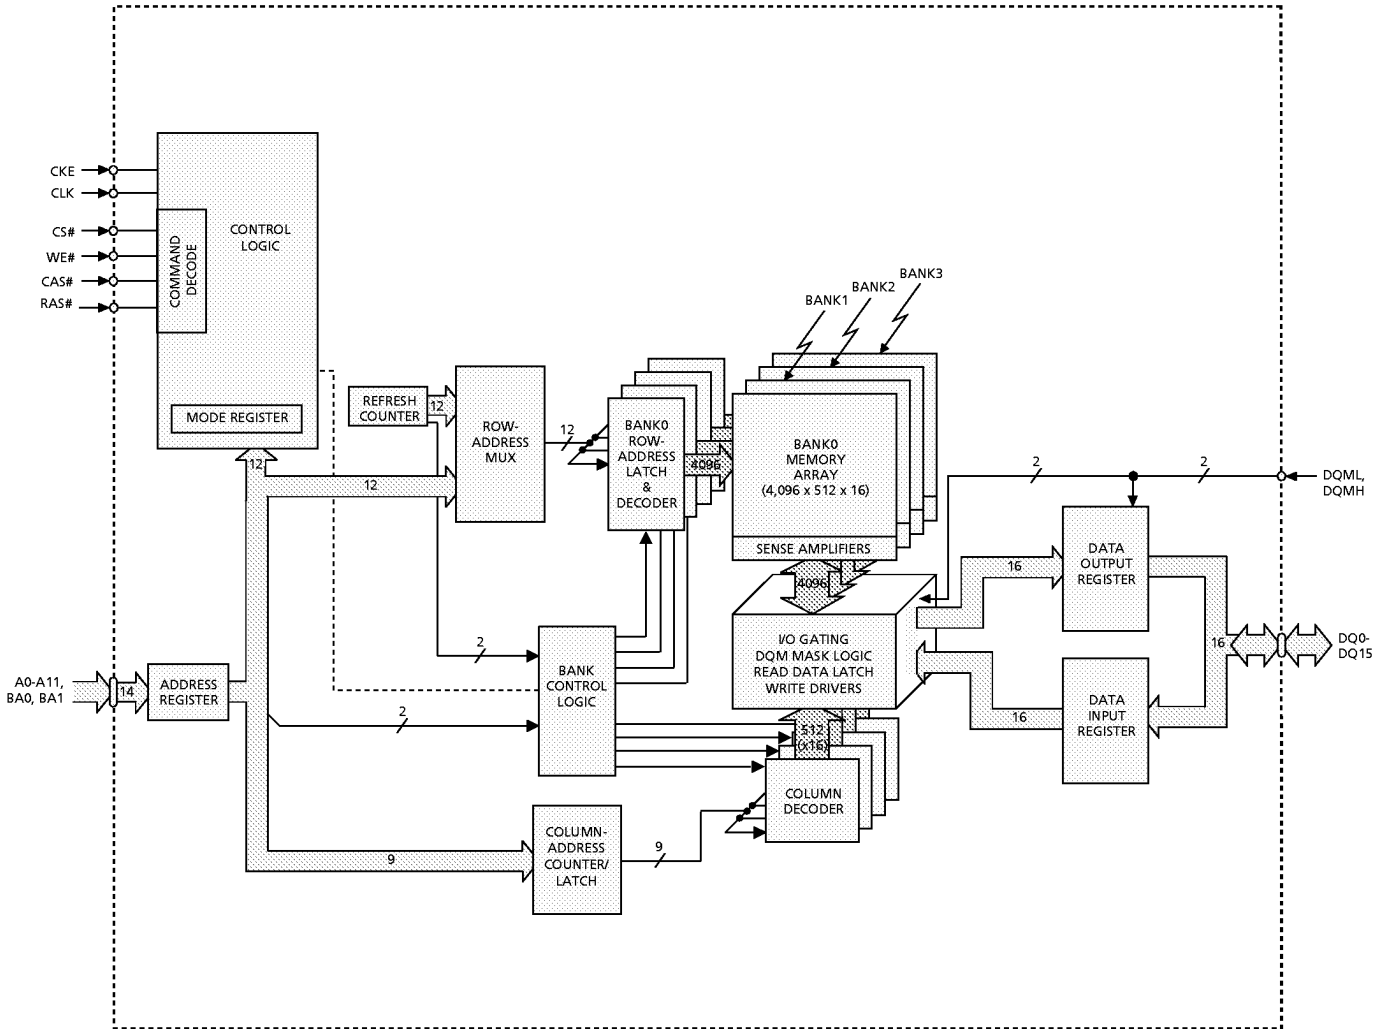 CKE
CLK
CS#
WE#
CAS#
RAS#
CONTROL
LOGIC
COMMAND
DECODE
MODE REGISTER
12
BANK1
BANK2
BANK3
REFRESH
COUNTER
12
12
ROW-
ADDRESS
MUX
12
BANK0
ROW-
ADDRESS
LATCH
&
DECODER
4096
BANK0
MEMORY
ARRAY
(4,096 x 512 x 16)
SENSE AMPLIFIERS
4096
2
2
DQML,
DQMH
16
DATA
OUTPUT
REGISTER
I/O GATING
DQM MASK LOGIC
READ DATA LATCH
WRITE DRIVERS
16
DQ0-
DQ15
16
DATA
INPUT
REGISTER
A0-A11,
BA0, BA1
14
ADDRESS
REGISTER
2
2
BANK
CONTROL
LOGIC
512
(x16)
COLUMN
DECODER
9
COLUMN-
ADDRESS
COUNTER/
LATCH
9